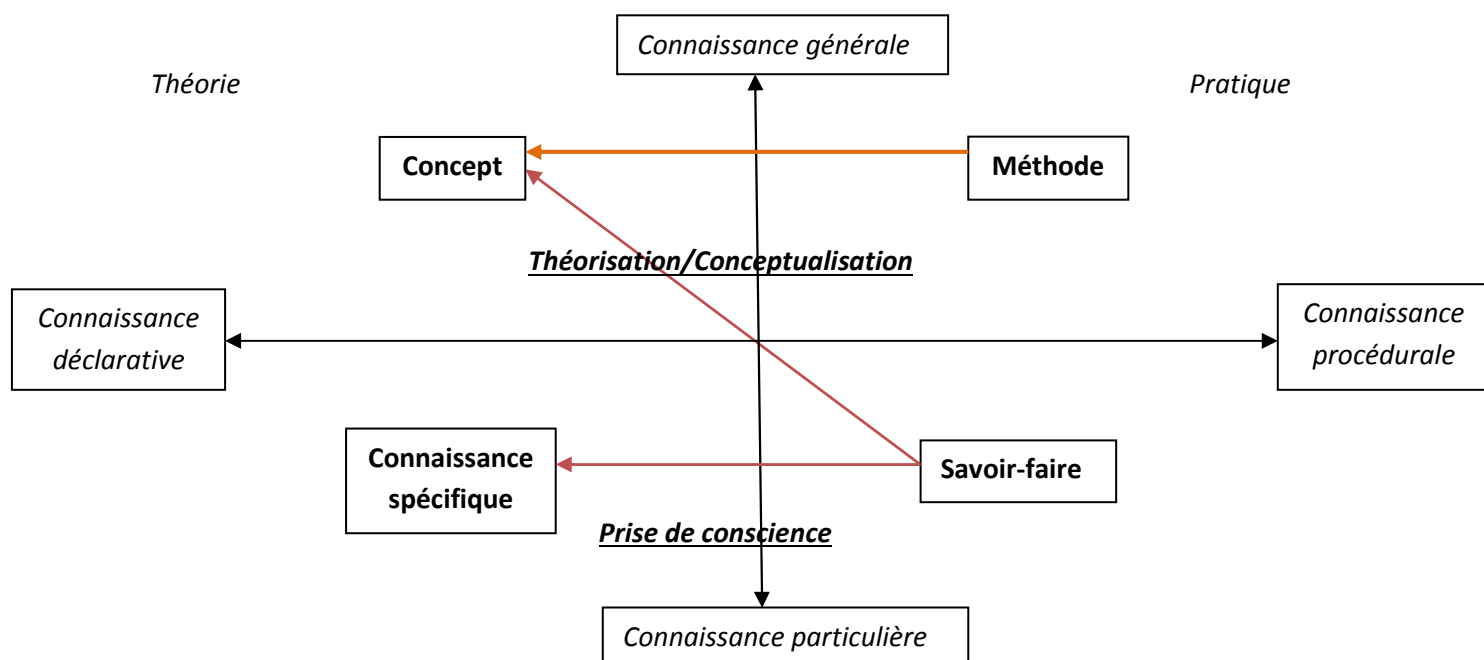 Connaissance générale
Théorie
Pratique
Concept
Méthode
Théorisation/Conceptualisation
Connaissance
déclarative
Connaissance
procédurale
Connaissance
spécifique
Savoir-faire
Prise de conscience
Connaissance particulière